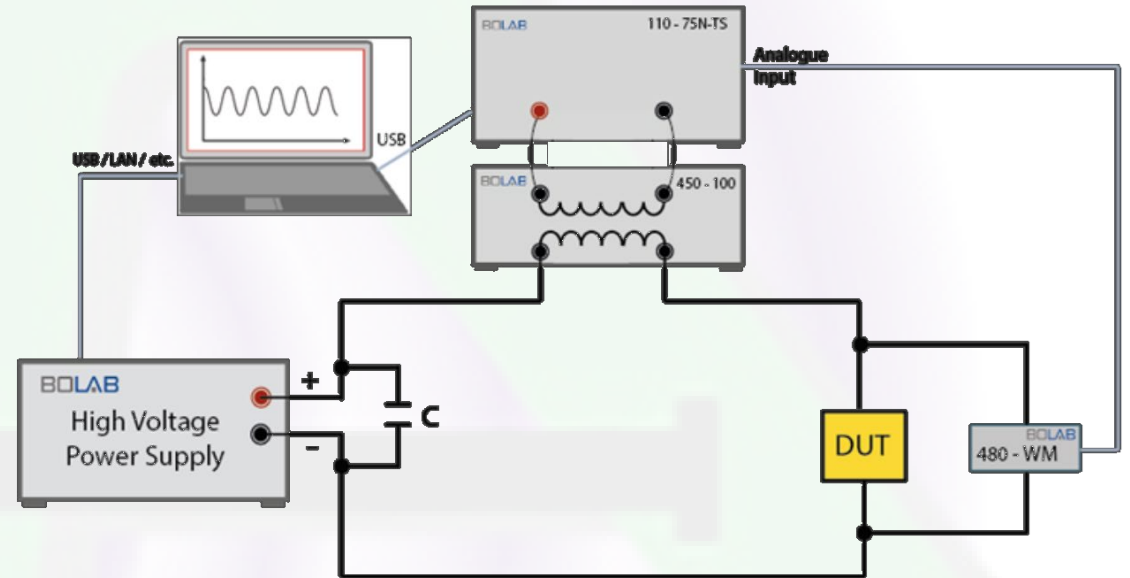 BOLAB
110 - 75N-TS
Analogue
Input
USB
USB / LAN / etc.
BOLAB
450 - 100
BOLAB
High Voltage
Power Supply
+
−
C
DUT
BOLAB
480 - WM